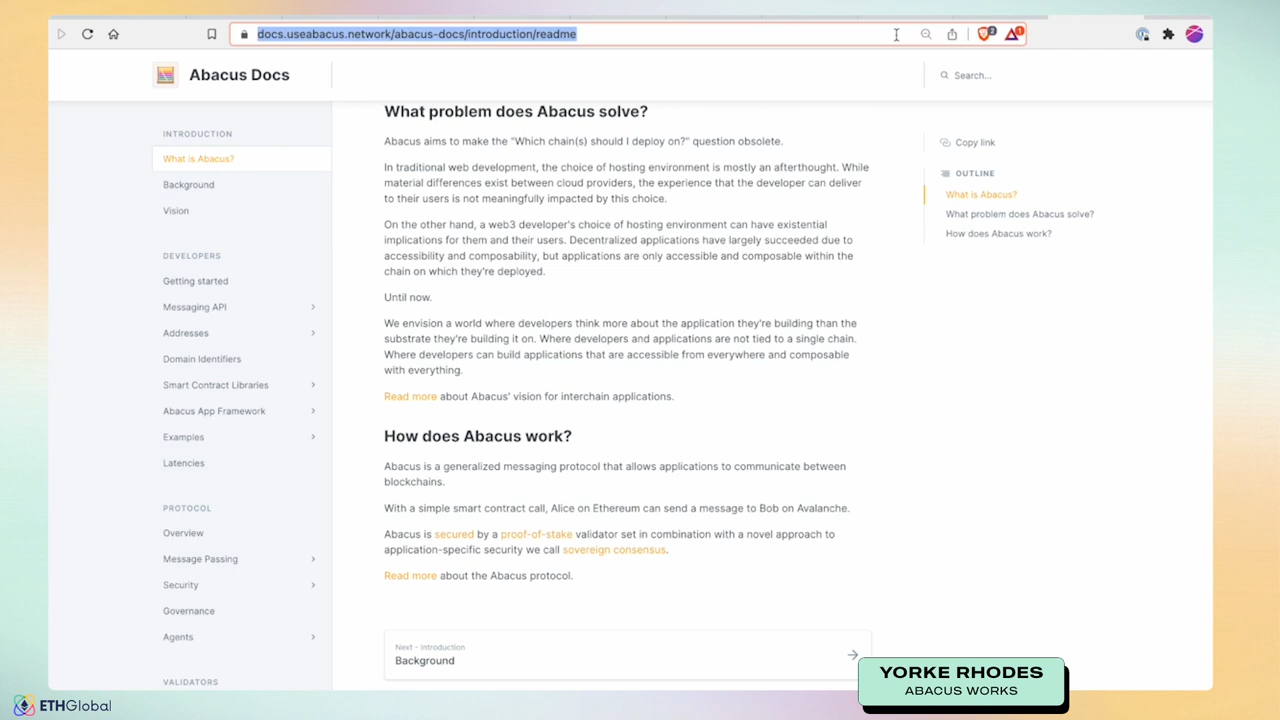 docs.useabacus.network/abacus-docs/introduction/readme
2
1
Abacus Docs
Search...
INTRODUCTION
What is Abacus?
Background
Vision
DEVELOPERS
Getting started
Messaging API
Addresses
Domain Identifiers
Smart Contract Libraries
Abacus App Framework
Examples
Latencies
PROTOCOL
Overview
Message Passing
Security
Governance
Agents
VALIDATORS
What problem does Abacus solve?
Abacus aims to make the "Which chain(s) should I deploy on?" question obsolete.
In traditional web development, the choice of hosting environment is mostly an afterthought. While
material differences exist between cloud providers, the experience that the developer can deliver
to their users is not meaningfully impacted by this choice.
On the other hand, a web3 developer's choice of hosting environment can have existential
implications for them and their users. Decentralized applications have largely succeeded due to
accessibility and composability, but applications are only accessible and composable within the
chain on which they're deployed.
Until now.
We envision a world where developers think more about the application they're building than the
substrate they're building it on. Where developers and applications are not tied to a single chain.
Where developers can build applications that are accessible from everywhere and composable
with everything.
Read more about Abacus' vision for interchain applications.
How does Abacus work?
Abacus is a generalized messaging protocol that allows applications to communicate between
blockchains.
With a simple smart contract call, Alice on Ethereum can send a message to Bob on Avalanche.
Abacus is secured by a proof-of-stake validator set in combination with a novel approach to
application-specific security we call sovereign consensus.
Read more about the Abacus protocol.
Next - Introduction
Background
Copy link
OUTLINE
What is Abacus?
What problem does Abacus solve?
How does Abacus work?
YORKE RHODES
ABACUS WORKS
ETHGlobal